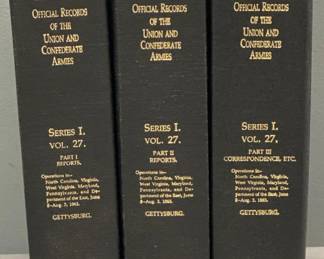 OFFICIAL RECORDS
OF THE
UNION AND
CONFEDERATE
ARMIES
SERIES I.
VOL. 27.
PART I
REPORTS.
Operations in—
North Carolina, Virginia,
West Virginia, Maryland,
Pennsylvania, and De-
partment of the East, June
3-Aug. 3, 1863.
GETTYSBURG.
OFFICIAL RECORDS
OF THE
UNION AND
CONFEDERATE
ARMIES
SERIES I.
VOL. 27.
PART II
REPORTS.
Operations in—
North Carolina, Virginia,
West Virginia, Maryland,
Pennsylvania, and De-
partment of the East, June
3-Aug. 3, 1863.
GETTYSBURG.
OFFICIAL RECORDS
OF THE
UNION AND
CONFEDERATE
ARMIES
SERIES I.
VOL. 27.
PART III
CORRESPONDENCE, ETC.
Operations in—
North Carolina, Virginia,
West Virginia, Maryland,
Pennsylvania, and De-
partment of the East, June
3-Aug. 3, 1863.
GETTYSBURG.